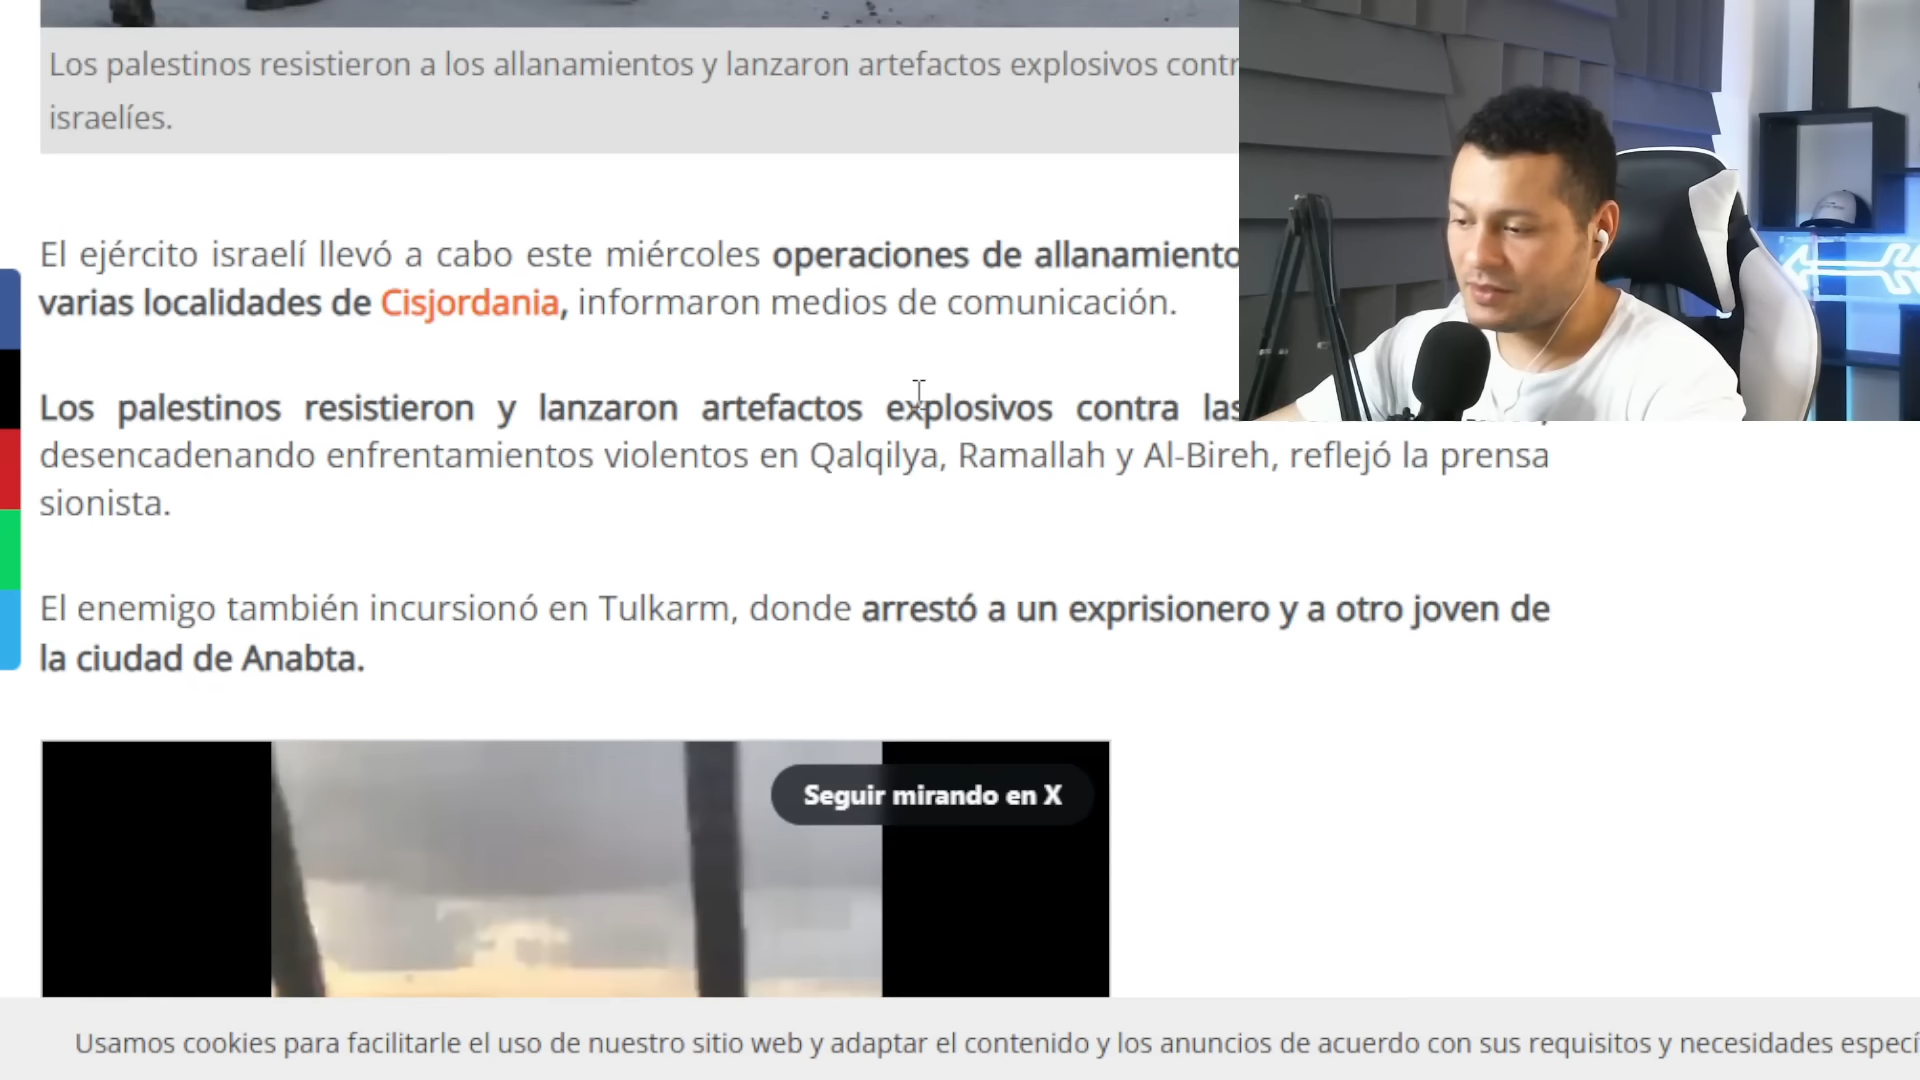 Los palestinos resistieron a los allanamientos y lanzaron artefactos explosivos
israelíes.
El ejército israelí llevó a cabo este miércoles operaciones de allanamiento
varias localidades de Cisjordania, informaron medios de comunicación.
Los palestinos resistieron y lanzaron artefactos explosivos contra las
desencadenando enfrentamientos violentos en Qalqilya, Ramallah y Al-Bireh, reflejó la prensa
sionista.
El enemigo también incursionó en Tulkarm, donde arrestó a un exprisionero y a otro joven de
la ciudad de Anabta.
Seguir mirando en X
Usamos cookies para facilitarle el uso de nuestro sitio web y adaptar el contenido y los anuncios de acuerdo con sus requisitos y necesidades